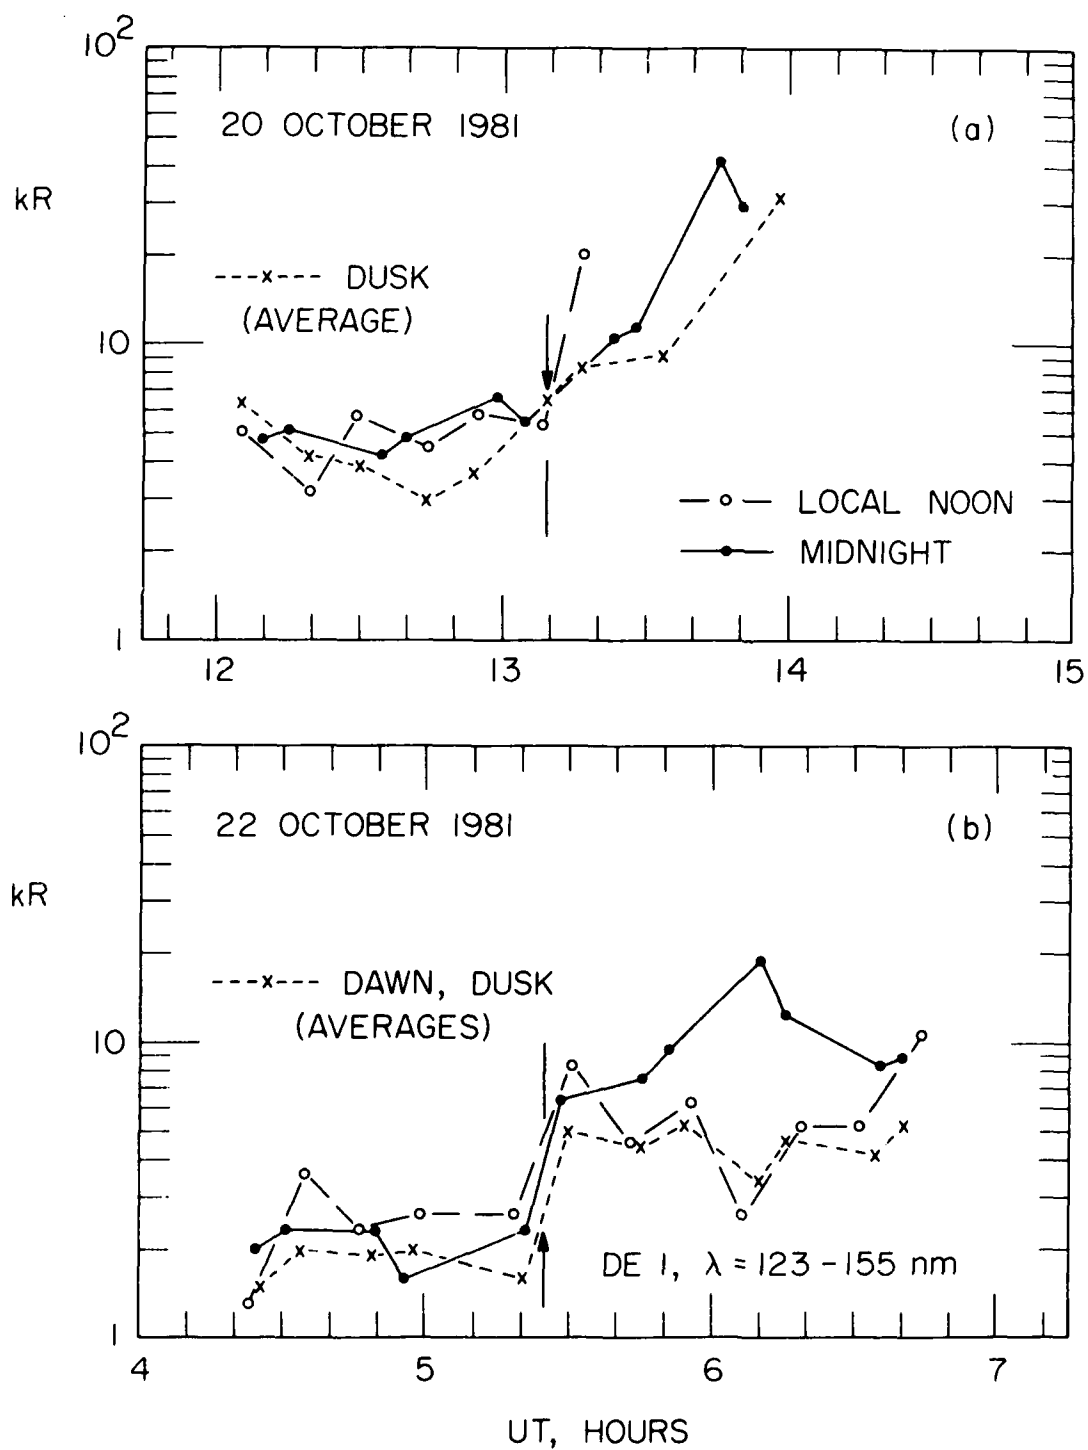 10²
20 OCTOBER 1981
(a)
kR
---x--- DUSK
(AVERAGE)
10
LOCAL NOON
MIDNIGHT
1
12 13 14 15
10²
22 OCTOBER 1981
(b)
kR
---x--- DAWN, DUSK
(AVERAGES)
10
DE 1, λ = 123 – 155 nm
1
4 5 6 7
UT, HOURS